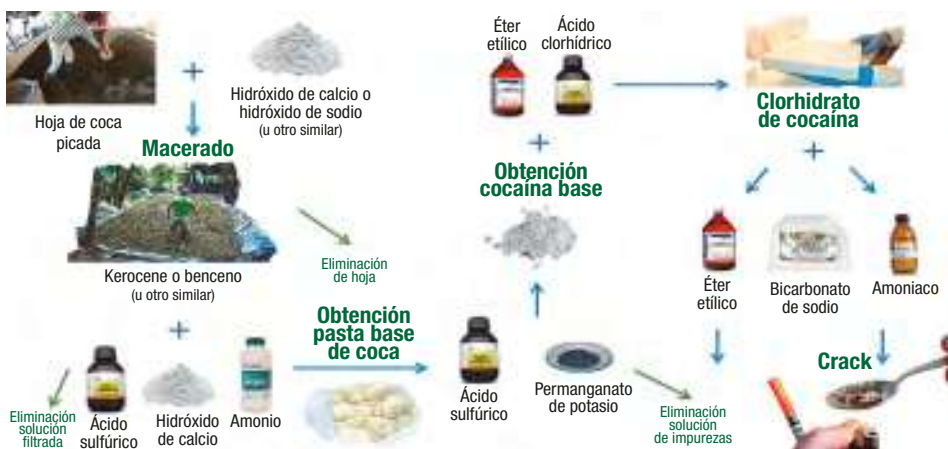 Hoja de coca
picada
+
Hidróxido de calcio o
hidróxido de sodio
(u otro similar)
Macerado
Kerocene o benceno
(u otro similar)
Eliminación
de hoja
+
Eliminación
solución
filtrada
Ácido
sulfúrico
Hidróxido
de calcio
Amonio
Obtención
pasta base
de coca
Ácido
sulfúrico
Permanganato
de potasio
Eliminación
solución
de impurezas
Obtención
cocaína base
+
Éter
etílico
Ácido
clorhídrico
Clorhidrato
de cocaína
+
Éter
etílico
Bicarbonato
de sodio
Amoniaco
Crack